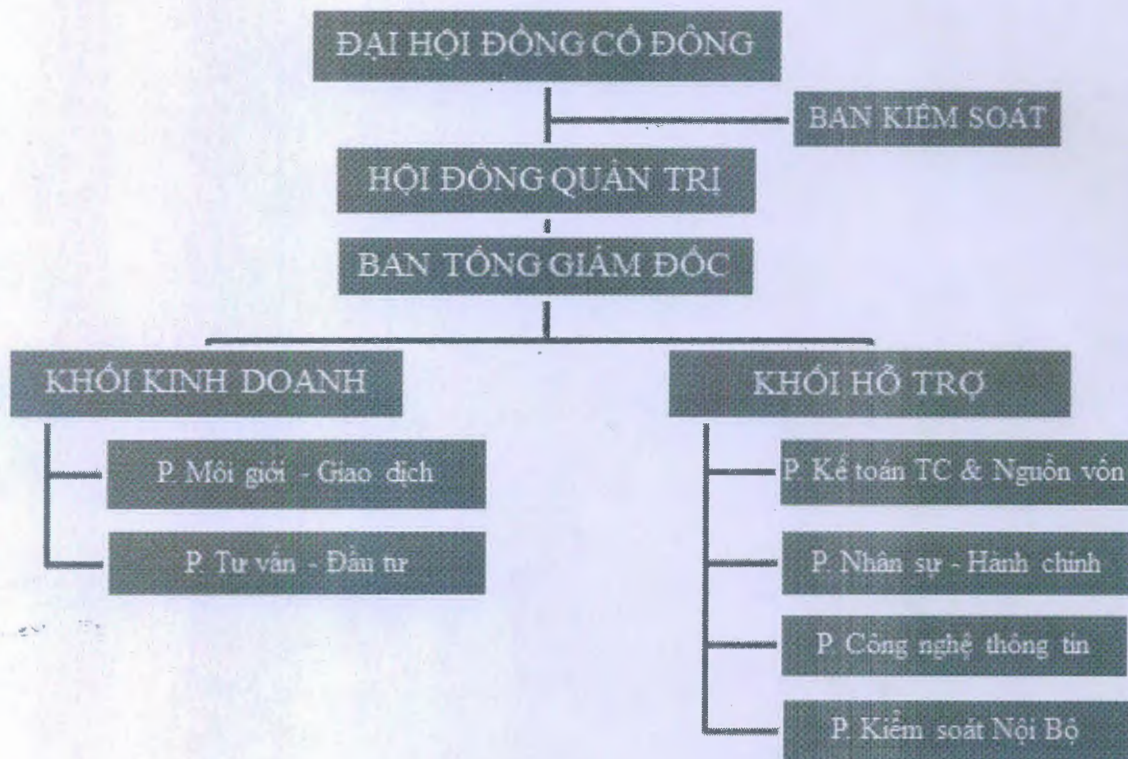 ĐẠI HỘI ĐỒNG CỔ ĐÔNG
BAN KIỂM SOÁT
HỘI ĐỒNG QUẢN TRỊ
BAN TỔNG GIÁM ĐỐC
KHỐI KINH DOANH
P. Môi giới - Giao dịch
P. Tư vấn - Đầu tư
KHỐI HỖ TRỢ
P. Kế toán TC & Nguồn vốn
P. Nhân sự - Hành chính
P. Công nghệ thông tin
P. Kiểm soát Nội Bộ